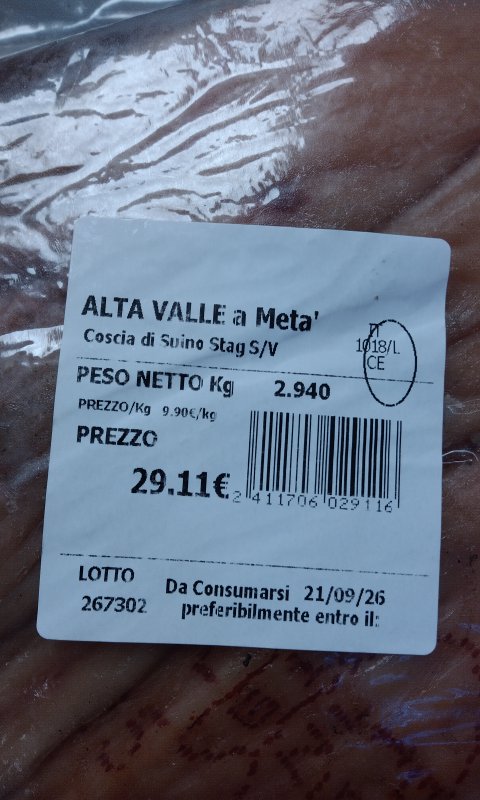 ALTA VALLE a Meta'
Coscia di Suino Stag S/V
IT
1018/L
CE
PESO NETTO Kg 2.940
PREZZO/Kg 9.90€/kg
PREZZO
29.11€
2 411706 029116
LOTTO
267302
Da Consumarsi 21/09/26
preferibilmente entro il: